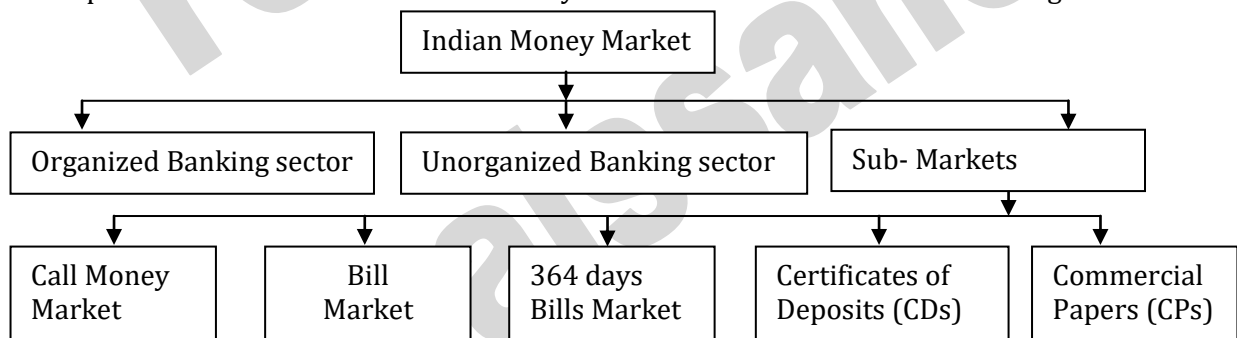 Indian Money Market
Organized Banking sector
Unorganized Banking sector
Sub- Markets
Call Money
Market
Bill
Market
364 days
Bills Market
Certificates of
Deposits (CDs)
Commercial
Papers (CPs)